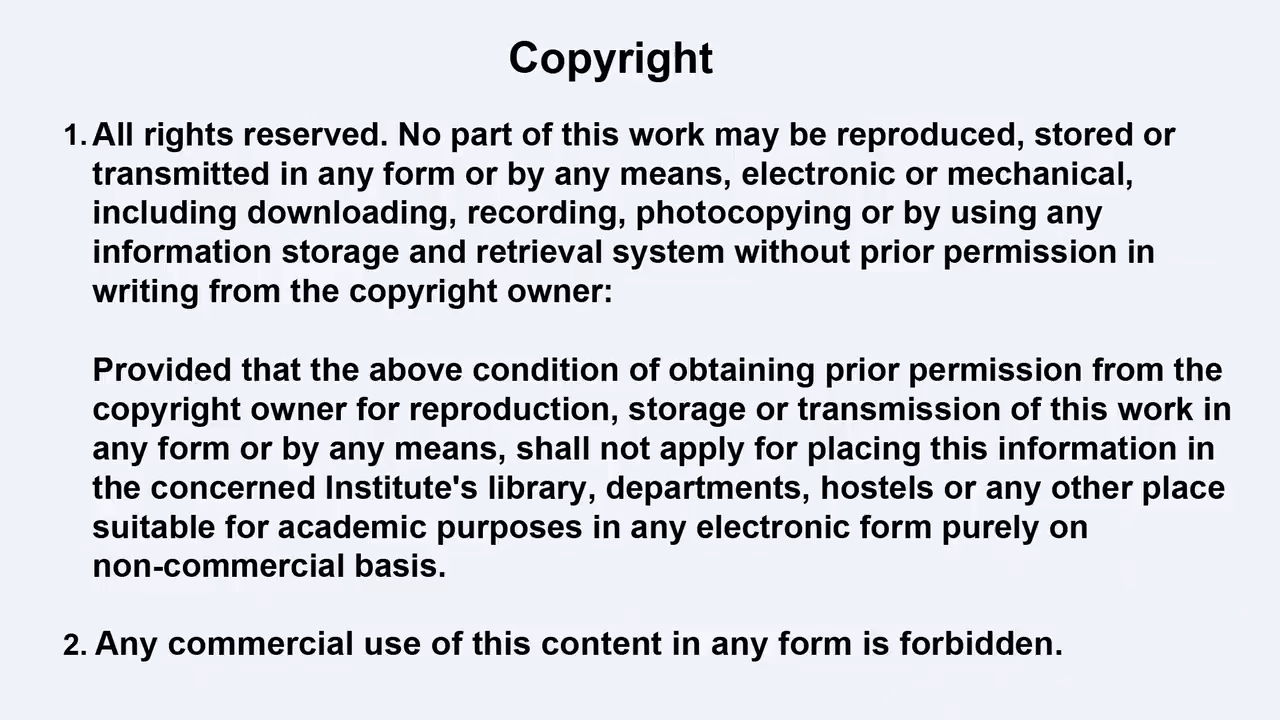 Copyright
1. All rights reserved. No part of this work may be reproduced, stored or
transmitted in any form or by any means, electronic or mechanical,
including downloading, recording, photocopying or by using any
information storage and retrieval system without prior permission in
writing from the copyright owner:
Provided that the above condition of obtaining prior permission from the
copyright owner for reproduction, storage or transmission of this work in
any form or by any means, shall not apply for placing this information in
the concerned Institute's library, departments, hostels or any other place
suitable for academic purposes in any electronic form purely on
non-commercial basis.
2. Any commercial use of this content in any form is forbidden.